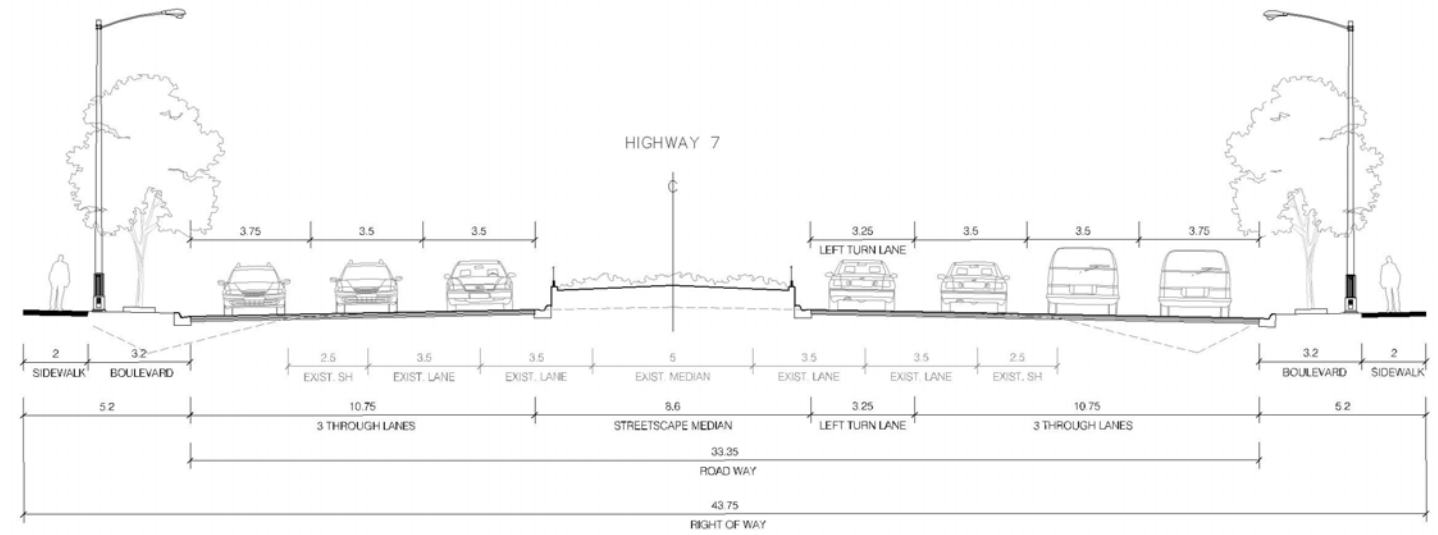 HIGHWAY 7
℄
3.75 3.5 3.5 3.25 3.5 3.5 3.75
LEFT TURN LANE
2 3.2 2.5 3.5 3.5 5 3.5 3.5 2.5 3.2 2
SIDEWALK BOULEVARD EXIST. SH EXIST. LANE EXIST. LANE EXIST. MEDIAN EXIST. LANE EXIST. LANE EXIST. SH BOULEVARD SIDEWALK
5.2 10.75 8.6 3.25 10.75 5.2
3 THROUGH LANES STREETSCAPE MEDIAN LEFT TURN LANE 3 THROUGH LANES
33.35
ROAD WAY
43.75
RIGHT OF WAY